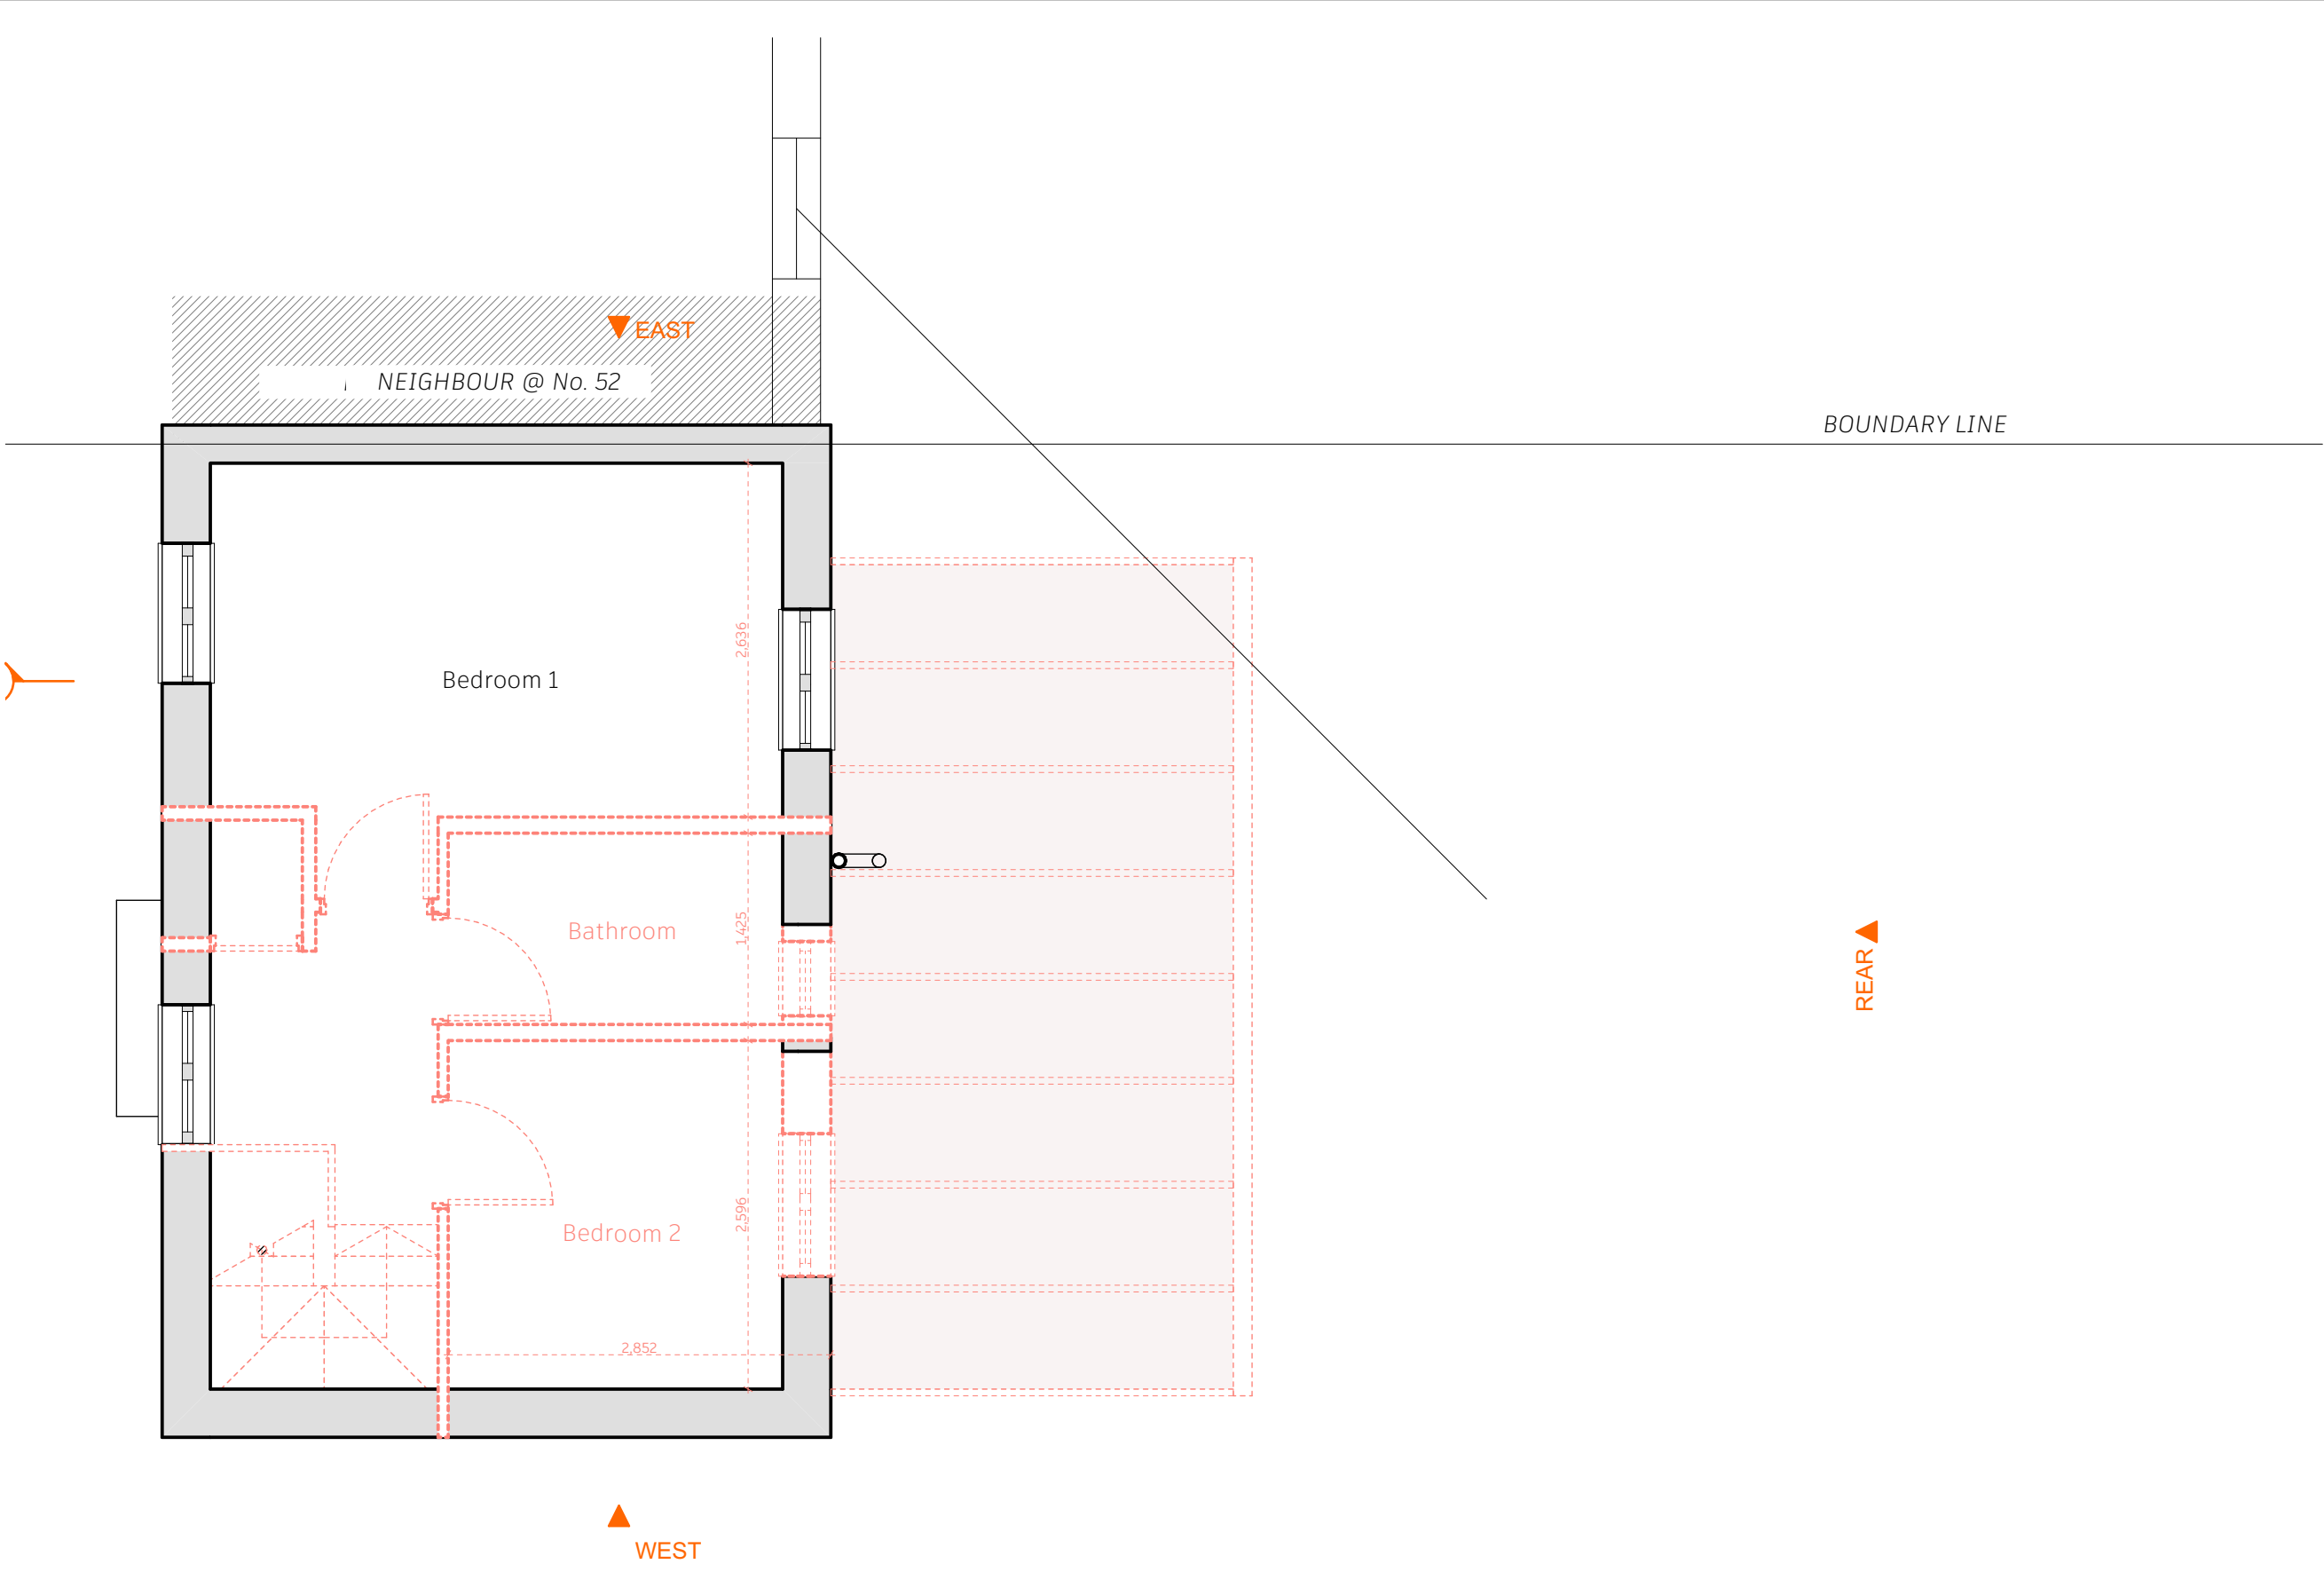 EAST
NEIGHBOUR @ No. 52
BOUNDARY LINE
2,636
Bedroom 1
Bathroom
1,425
REAR
2,596
Bedroom 2
2,852
WEST